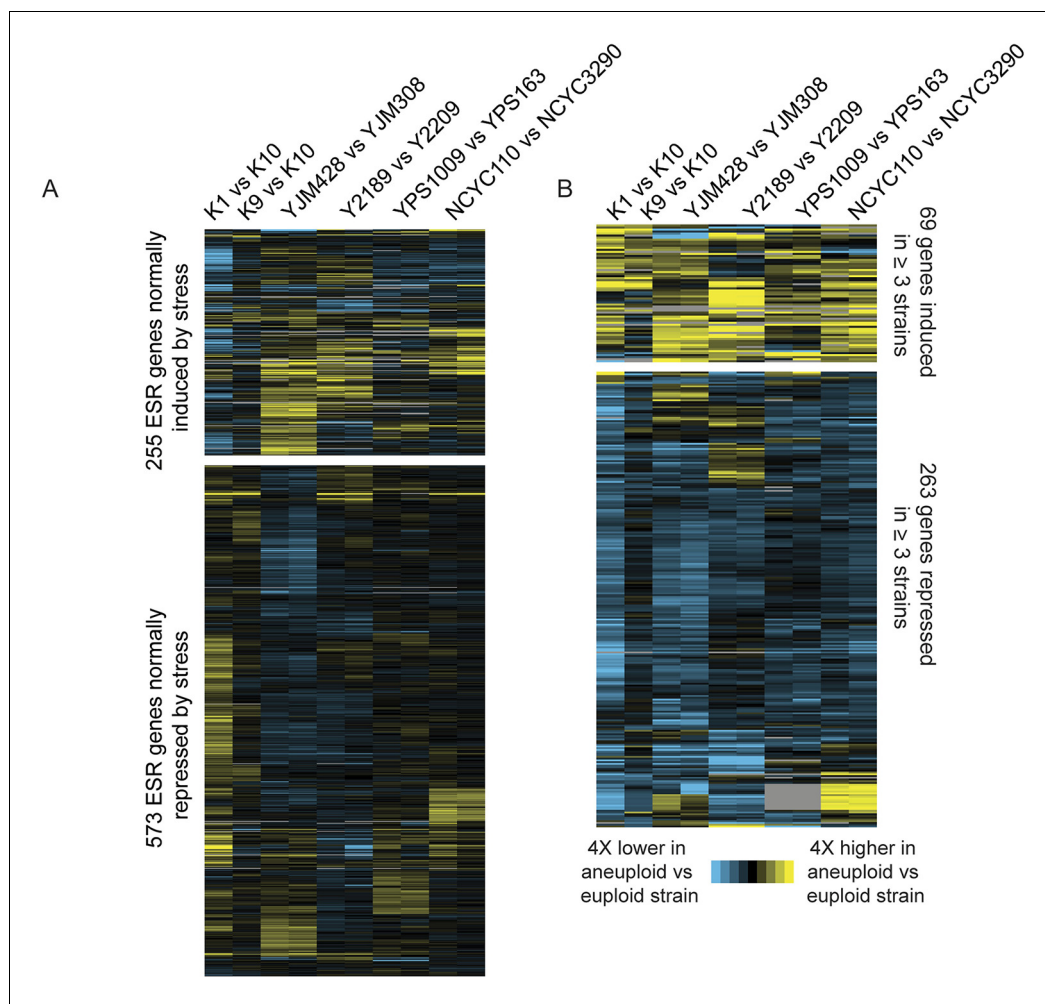 A
K1 vs K10
K9 vs K10
YJM428 vs YJM308
Y2189 vs Y2209
YPS1009 vs YPS163
NCYC110 vs NCYC3290
255 ESR genes normally
induced by stress
573 ESR genes normally
repressed by stress
B
K1 vs K10
K9 vs K10
YJM428 vs YJM308
Y2189 vs Y2209
YPS1009 vs YPS163
NCYC110 vs NCYC3290
69 genes induced
in ≥ 3 strains
263 genes repressed
in ≥ 3 strains
4X lower in
aneuploid vs
euploid strain
4X higher in
aneuploid vs
euploid strain